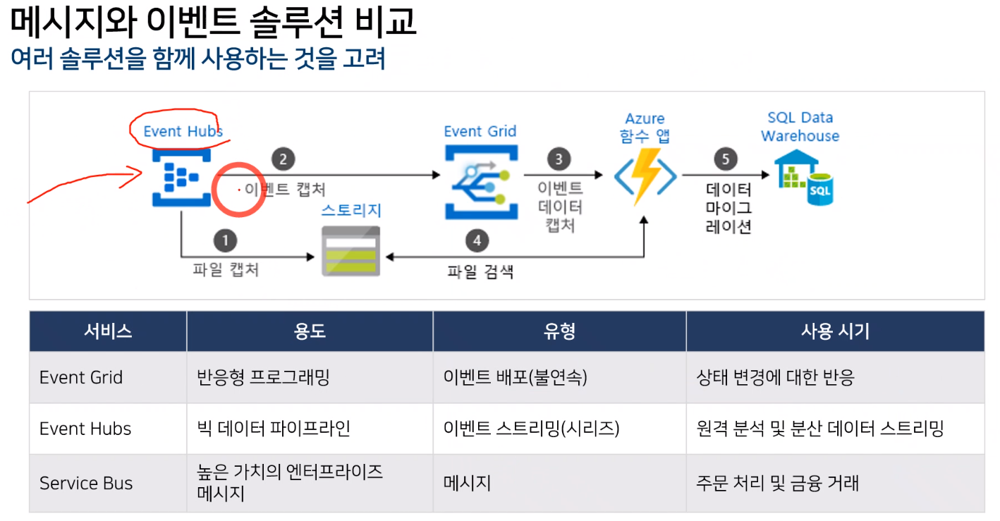 메시지와 이벤트 솔루션 비교
여러 솔루션을 함께 사용하는 것을 고려
Event Hubs
2
이벤트 캡처
1
파일 캡처
스토리지
Event Grid
3
이벤트
데이터
캡처
4
파일 검색
Azure
함수 앱
5
데이터
마이그
레이션
SQL Data
Warehouse
SQL
서비스 용도 유형 사용 시기
Event Grid 반응형 프로그래밍 이벤트 배포(불연속) 상태 변경에 대한 반응
Event Hubs 빅 데이터 파이프라인 이벤트 스트리밍(시리즈) 원격 분석 및 분산 데이터 스트리밍
Service Bus 높은 가치의 엔터프라이즈 메시지 주문 처리 및 금융 거래
메시지